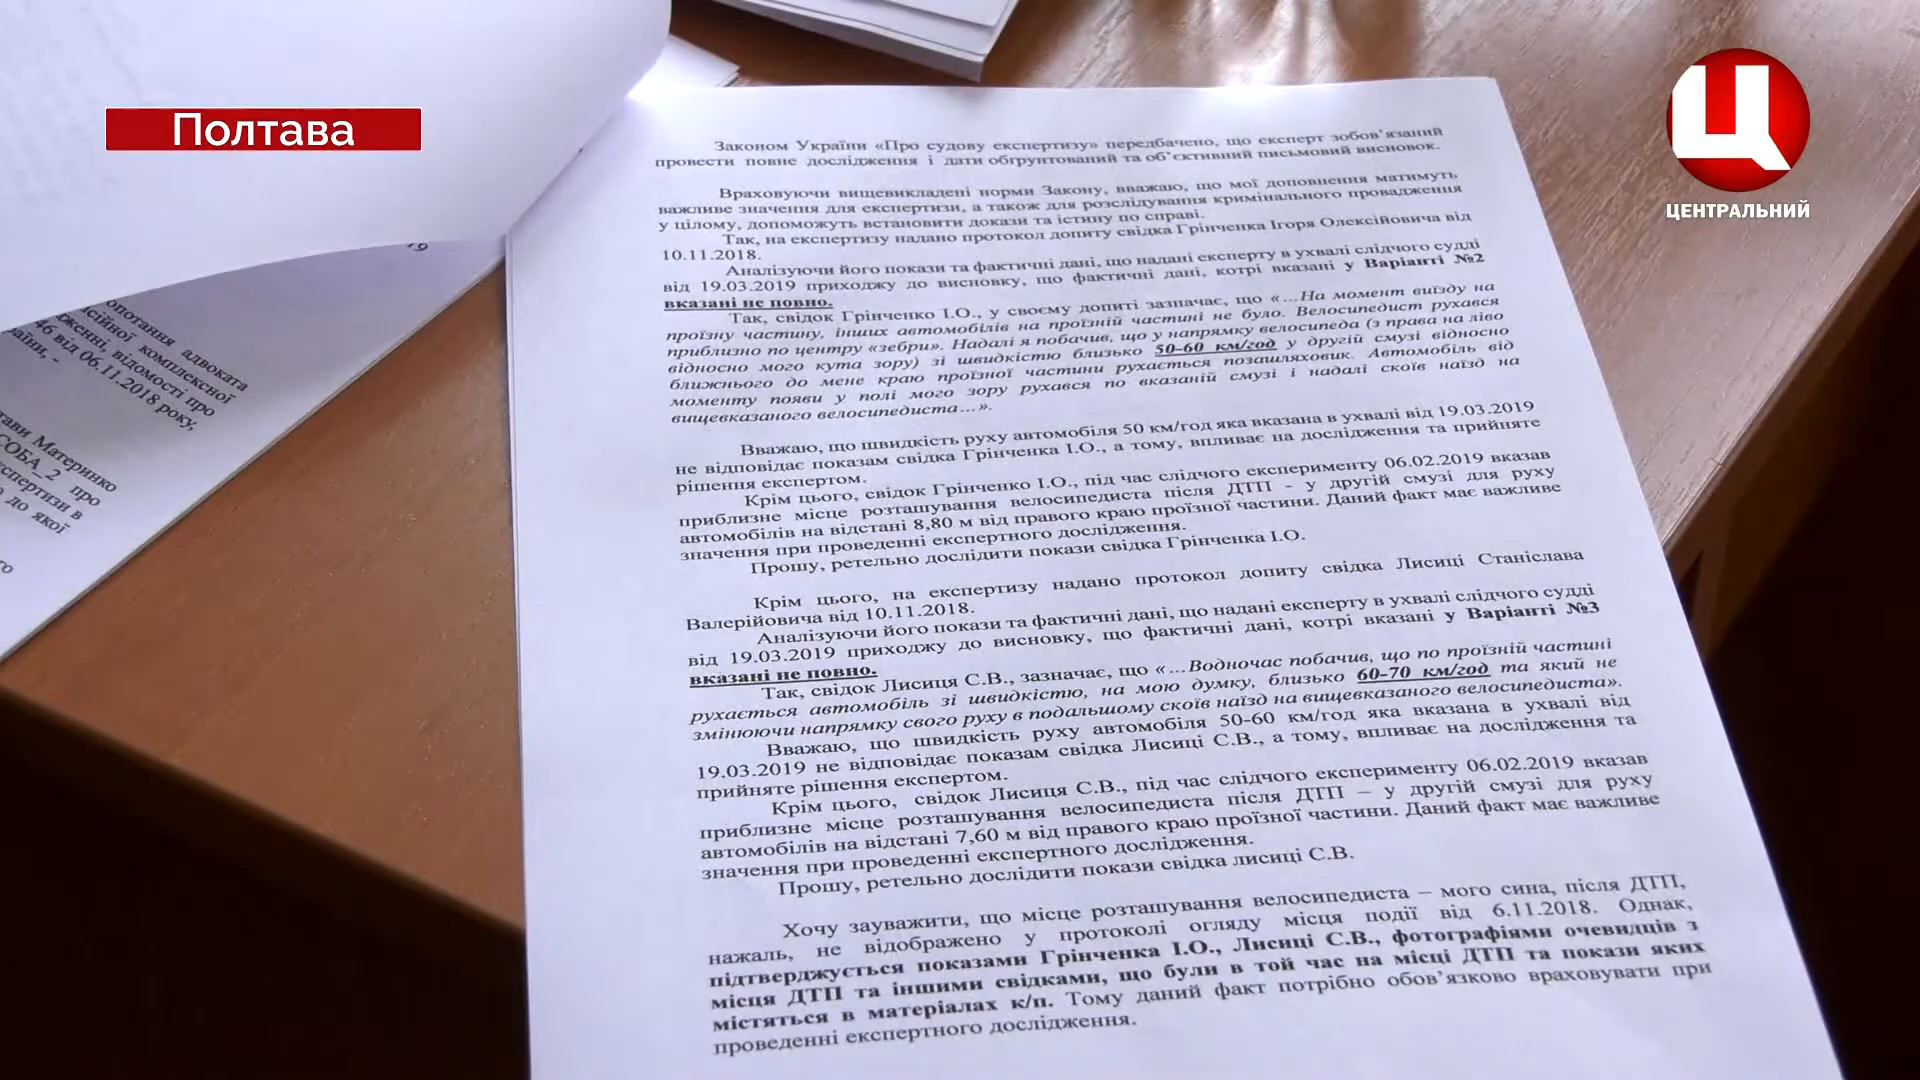 Полтава
Ц
ЦЕНТРАЛЬНИЙ
19
опотання адвоката
сійної комплексної
дженні, відомості про
46 від 06.11.2018 року,
раїни, -
тави Материнко
СОБА_2 про
кспертизи в
о до якої
го
Законом України «Про судову експертизу» передбачено, що експерт зобов’язаний
провести повне дослідження і дати обґрунтований та об’єктивний письмовий висновок.
Враховуючи вищевикладені норми Закону, вважаю, що мої доповнення матимуть
важливе значення для експертизи, а також для розслідування кримінального провадження
у цілому, допоможуть встановити докази та істину по справі.
Так, на експертизу надано протокол допиту свідка Грінченка Ігоря Олексійовича від
10.11.2018.
Аналізуючи його покази та фактичні дані, що надані експерту в ухвалі слідчого судді
від 19.03.2019 приходжу до висновку, що фактичні дані, котрі вказані у Варіанті №2
вказані не повно.
Так, свідок Грінченко І.О., у своєму допиті зазначає, що «...На момент виїзду на
проїзну частину, інших автомобілів на проїзній частині не було. Велосипедист рухався
приблизно по центру «зебри». Надалі я побачив, що у напрямку велосипеда (з права на ліво
відносно мого кута зору) зі швидкістю близько 50-60 км/год у другій смузі відносно
ближнього до мене краю проїзної частини рухається позашляховик. Автомобіль від
моменту появи у полі мого зору рухався по вказаній смузі і надалі скоїв наїзд на
вищевказаного велосипедиста...».
Вважаю, що швидкість руху автомобіля 50 км/год яка вказана в ухвалі від 19.03.2019
не відповідає показам свідка Грінченка І.О., а тому, впливає на дослідження та прийняте
рішення експертом.
Крім цього, свідок Грінченко І.О., під час слідчого експерименту 06.02.2019 вказав
приблизне місце розташування велосипедиста після ДТП - у другій смузі для руху
автомобілів на відстані 8,80 м від правого краю проїзної частини. Даний факт має важливе
значення при проведенні експертного дослідження.
Прошу, ретельно дослідити покази свідка Грінченка І.О.
Крім цього, на експертизу надано протокол допиту свідка Лисиці Станіслава
Валерійовича від 10.11.2018.
Аналізуючи його покази та фактичні дані, що надані експерту в ухвалі слідчого судді
від 19.03.2019 приходжу до висновку, що фактичні дані, котрі вказані у Варіанті №3
вказані не повно.
Так, свідок Лисиця С.В., зазначає, що «...Водночас побачив, що по проїзній частині
рухається автомобіль зі швидкістю, на мою думку, близько 60-70 км/год та який не
змінюючи напрямку свого руху в подальшому скоїв наїзд на вищевказаного велосипедиста».
Вважаю, що швидкість руху автомобіля 50-60 км/год яка вказана в ухвалі від
19.03.2019 не відповідає показам свідка Лисиці С.В., а тому, впливає на дослідження та
прийняте рішення експертом.
Крім цього, свідок Лисиця С.В., під час слідчого експерименту 06.02.2019 вказав
приблизне місце розташування велосипедиста після ДТП – у другій смузі для руху
автомобілів на відстані 7,60 м від правого краю проїзної частини. Даний факт має важливе
значення при проведенні експертного дослідження.
Прошу, ретельно дослідити покази свідка лисиці С.В.
Хочу зауважити, що місце розташування велосипедиста – мого сина, після ДТП,
нажаль, не відображено у протоколі огляду місця події від 6.11.2018. Однак,
підтверджується показами Грінченка І.О., Лисиці С.В., фотографіями очевидців з
місця ДТП та іншими свідками, що були в той час на місці ДТП та покази яких
містяться в матеріалах к/п. Тому даний факт потрібно обов’язково враховувати при
проведенні експертного дослідження.